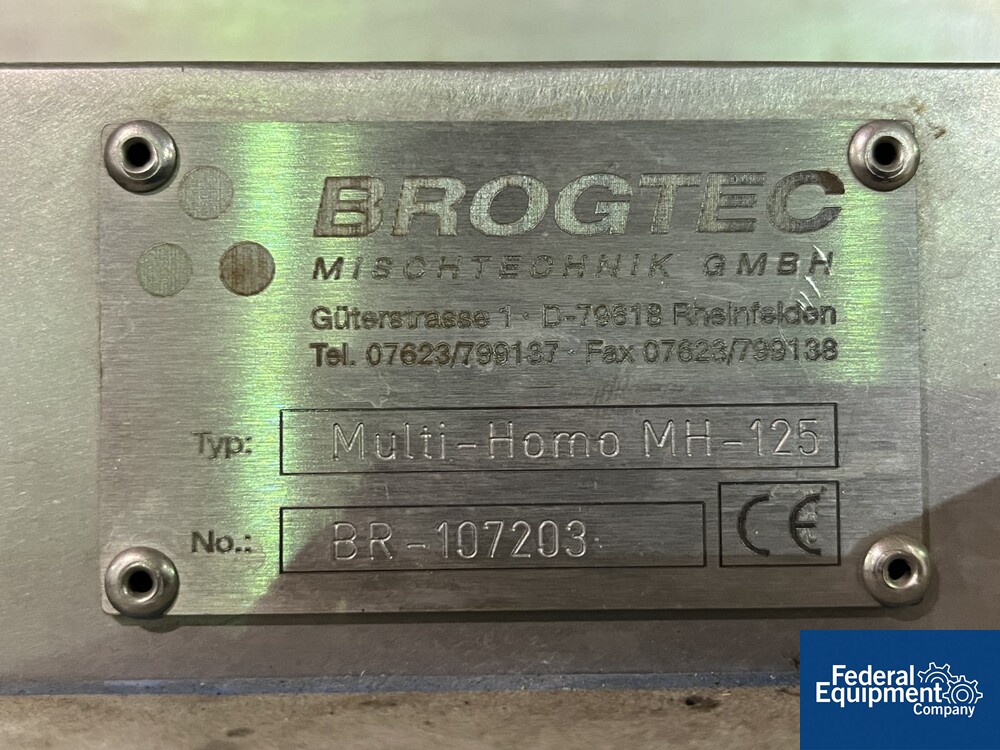 BROGTEC
MISCHTECHNIK GMBH
Güterstrasse 1 · D-79618 Rheinfelden
Tel. 07623/799137 · Fax 07623/799138
Typ: Multi-Homo MH-125
No.: BR-107203
CE
Federal
Equipment
Company